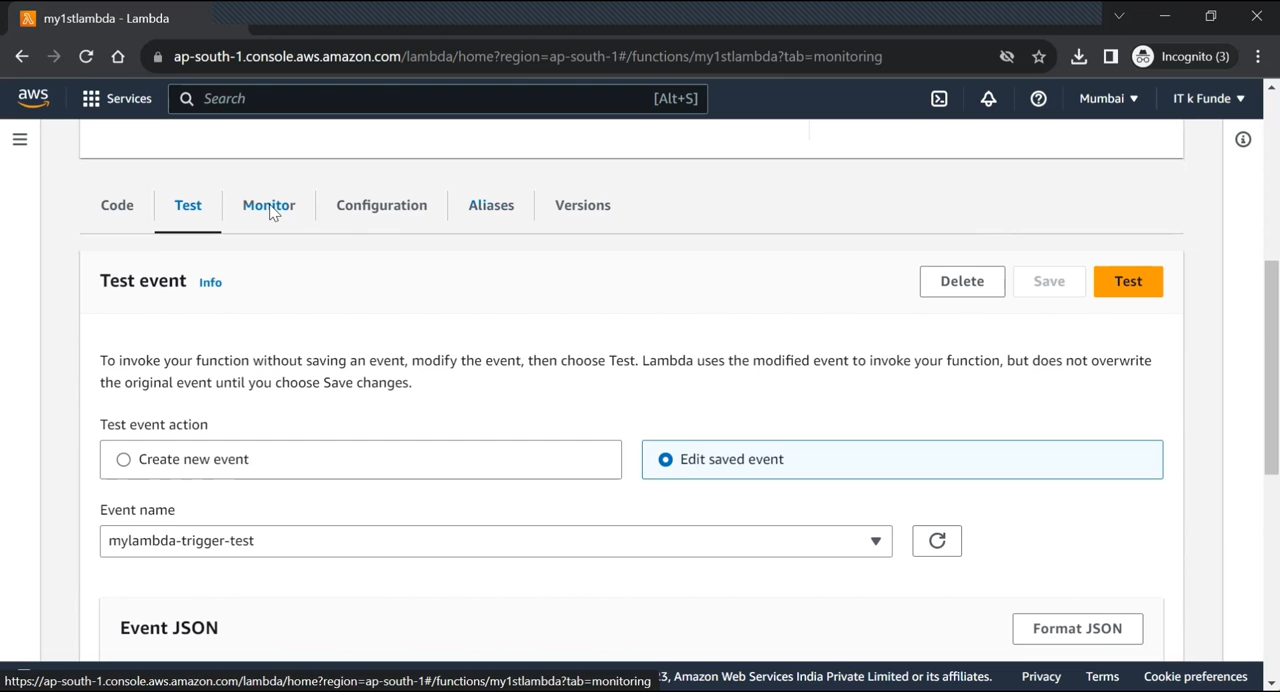 my1stlambda - Lambda
ap-south-1.console.aws.amazon.com/lambda/home?region=ap-south-1#/functions/my1stlambda?tab=monitoring
Incognito (3)
aws
Services
Search
[Alt+S]
Mumbai
IT k Funde
Code
Test
Monitor
Configuration
Aliases
Versions
Test event
Info
Delete
Save
Test
To invoke your function without saving an event, modify the event, then choose Test. Lambda uses the modified event to invoke your function, but does not overwrite
the original event until you choose Save changes.
Test event action
Create new event
Edit saved event
Event name
mylambda-trigger-test
Event JSON
Format JSON
https://ap-south-1.console.aws.amazon.com/lambda/home?region=ap-south-1#/functions/my1stlambda?tab=monitoring
3, Amazon Web Services India Private Limited or its affiliates.
Privacy
Terms
Cookie preferences